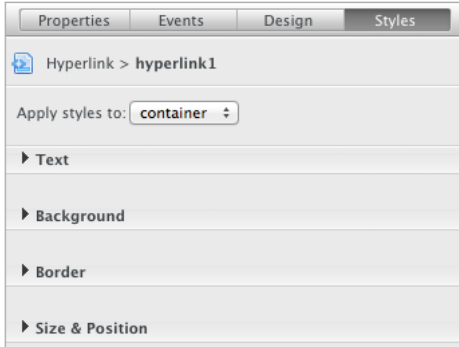 Properties Events Design Styles
Hyperlink > hyperlink1
Apply styles to: container
Text
Background
Border
Size & Position